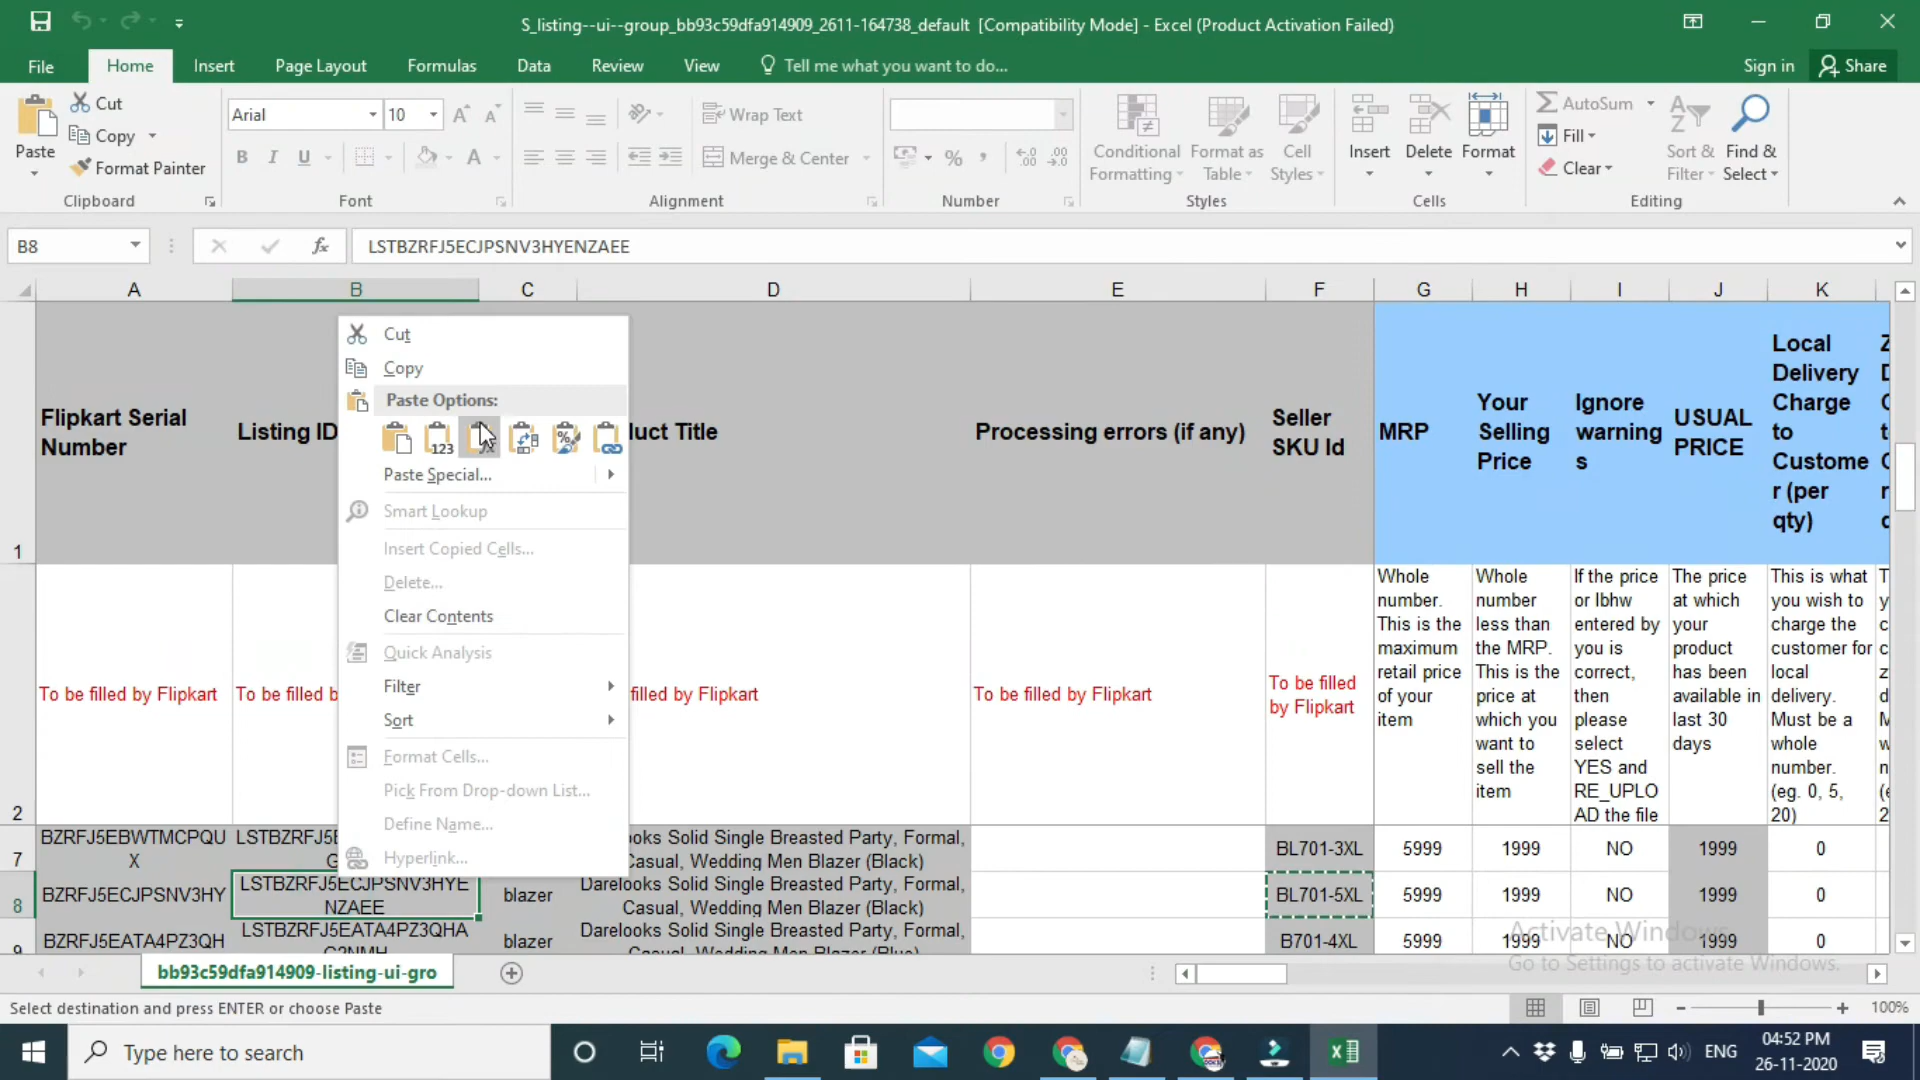 S_listing--ui--group_bb93c59dfa914909_2611-164738_default [Compatibility Mode] - Excel (Product Activation Failed)
File Home Insert Page Layout Formulas Data Review View Tell me what you want to do... Sign in Share
Paste
Cut
Copy
Format Painter
Clipboard
Arial 10
B I U A
Font
Wrap Text
Merge & Center
Alignment
%
Number
Conditional Formatting
Format as Table
Cell Styles
Styles
Insert Delete Format
Cells
AutoSum
Fill
Clear
Sort & Filter
Find & Select
Editing
B8 fx LSTBZRFJ5ECJPSNV3HYENZAEE
A B C D E F G H I J K
1
Flipkart Serial
Number
Listing ID
uct Title
Processing errors (if any)
Seller
SKU Id
MRP
Your
Selling
Price
Ignore
warning
s
USUAL
PRICE
Local
Delivery
Charge
to
Custome
r (per
qty)
Cut
Copy
Paste Options:
123
fx
%
Paste Special...
Smart Lookup
Insert Copied Cells...
Delete...
Clear Contents
Quick Analysis
Filter
Sort
Format Cells...
Pick From Drop-down List...
Define Name...
Hyperlink...
2
To be filled by Flipkart
To be filled b
filled by Flipkart
To be filled by Flipkart
To be filled
by Flipkart
Whole
number.
This is the
maximum
retail price
of your
item
Whole
number
less than
the MRP.
This is the
price at
which you
want to
sell the
item
If the price
or lbhw
entered by
you is
correct,
then
please
select
YES and
RE_UPLO
AD the file
The price
at which
your
product
has been
available in
last 30
days
This is what
you wish to
charge the
customer for
local
delivery.
Must be a
whole
number.
(eg. 0, 5,
20)
7
BZRFJ5EBWTMCPQU
X
ooks Solid Single Breasted Party, Formal,
Casual, Wedding Men Blazer (Black)
BL701-3XL 5999 1999 NO 1999 0
8
BZRFJ5ECJPSNV3HY
LSTBZRFJ5ECJPSNV3HYE
NZAEE
blazer
Darelooks Solid Single Breasted Party, Formal,
Casual, Wedding Men Blazer (Black)
BL701-5XL 5999 1999 NO 1999 0
9
BZRFJ5EATA4PZ3QH
LSTBZRFJ5EATA4PZ3QHA
blazer
Darelooks Solid Single Breasted Party, Formal,
Casual, Wedding Men Blazer (Blue)
B701-4XL 5999 1999 NO 1999 0
Activate Windows
Go to Settings to activate Windows.
bb93c59dfa914909-listing-ui-gro
Select destination and press ENTER or choose Paste
100%
Type here to search
ENG
04:52 PM
26-11-2020